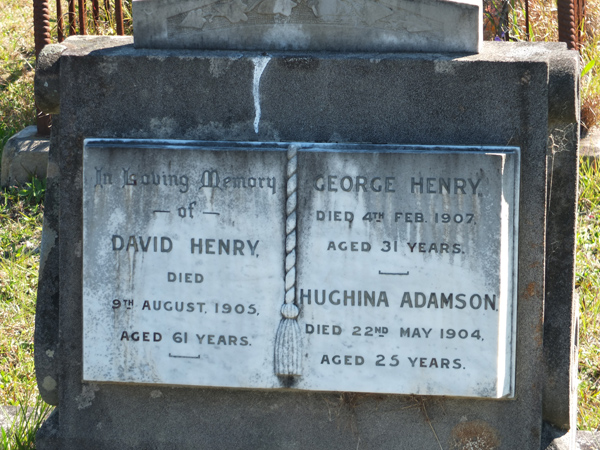 In Loving Memory
— of —
DAVID HENRY,
DIED
9TH AUGUST, 1905,
AGED 61 YEARS.
GEORGE HENRY,
DIED 4TH FEB. 1907,
AGED 31 YEARS.
HUGHINA ADAMSON,
DIED 22ND MAY 1904,
AGED 25 YEARS.